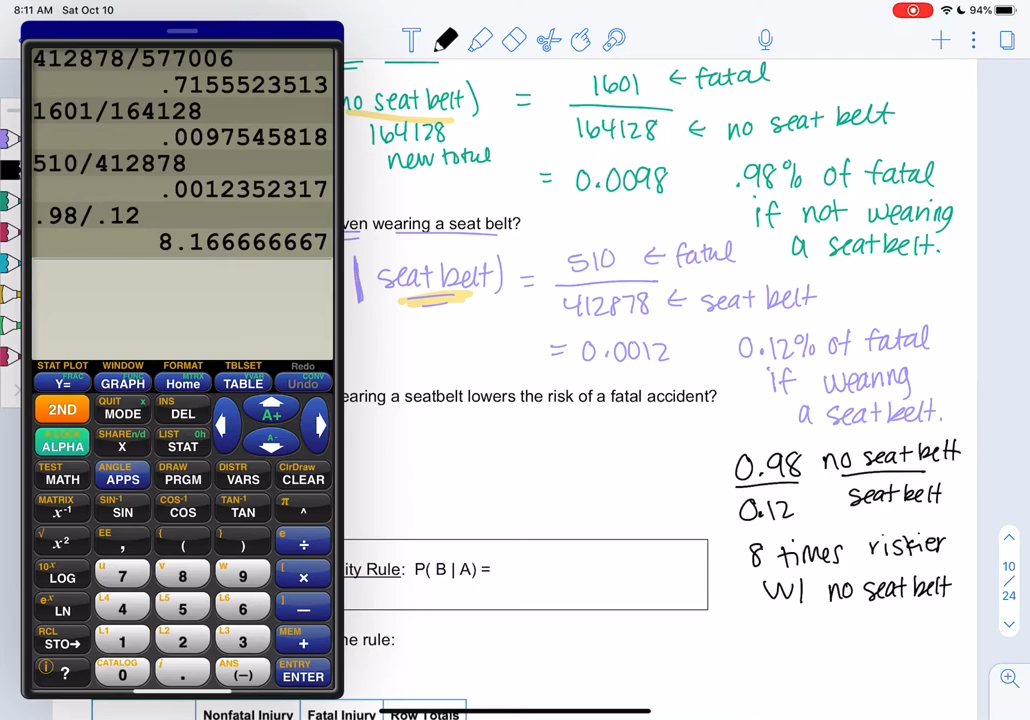 8:11 AM Sat Oct 10
94%
412878/577006
.7155523513
1601/164128
.0097545818
510/412878
.0012352317
.98/.12
8.166666667
STAT PLOT WINDOW FORMAT TBLSET Redo
Y= GRAPH Home TABLE Undo
QUIT INS
2ND MODE DEL A+
A-
SHARE LIST
ALPHA X STAT
TEST ANGLE DRAW DISTR ClrDraw
MATH APPS PRGM VARS CLEAR
MATRIX SIN-1 COS-1 TAN-1 π
x-1 SIN COS TAN ^
√ EE { } e
x² , ( ) ÷
10x u v w [
LOG 7 8 9 ×
ex L4 L5 L6 ]
LN 4 5 6 —
RCL L1 L2 L3 MEM
STO→ 1 2 3 +
CATALOG ANS ENTRY
? 0 . (−) ENTER
no seat belt) = 1601 ← fatal
164128 ← no seat belt
164128
new total
= 0.0098 .98% of fatal
if not wearing
a seatbelt.
ven wearing a seat belt?
| seat belt) = 510 ← fatal
412878 ← seat belt
= 0.0012 0.12% of fatal
if wearing
a seatbelt.
earing a seatbelt lowers the risk of a fatal accident?
0.98 no seat belt
0.12 seat belt
8 times riskier
w/ no seat belt
ity Rule: P( B | A) =
he rule:
Nonfatal Injury Fatal Injury Row Totals
10
24